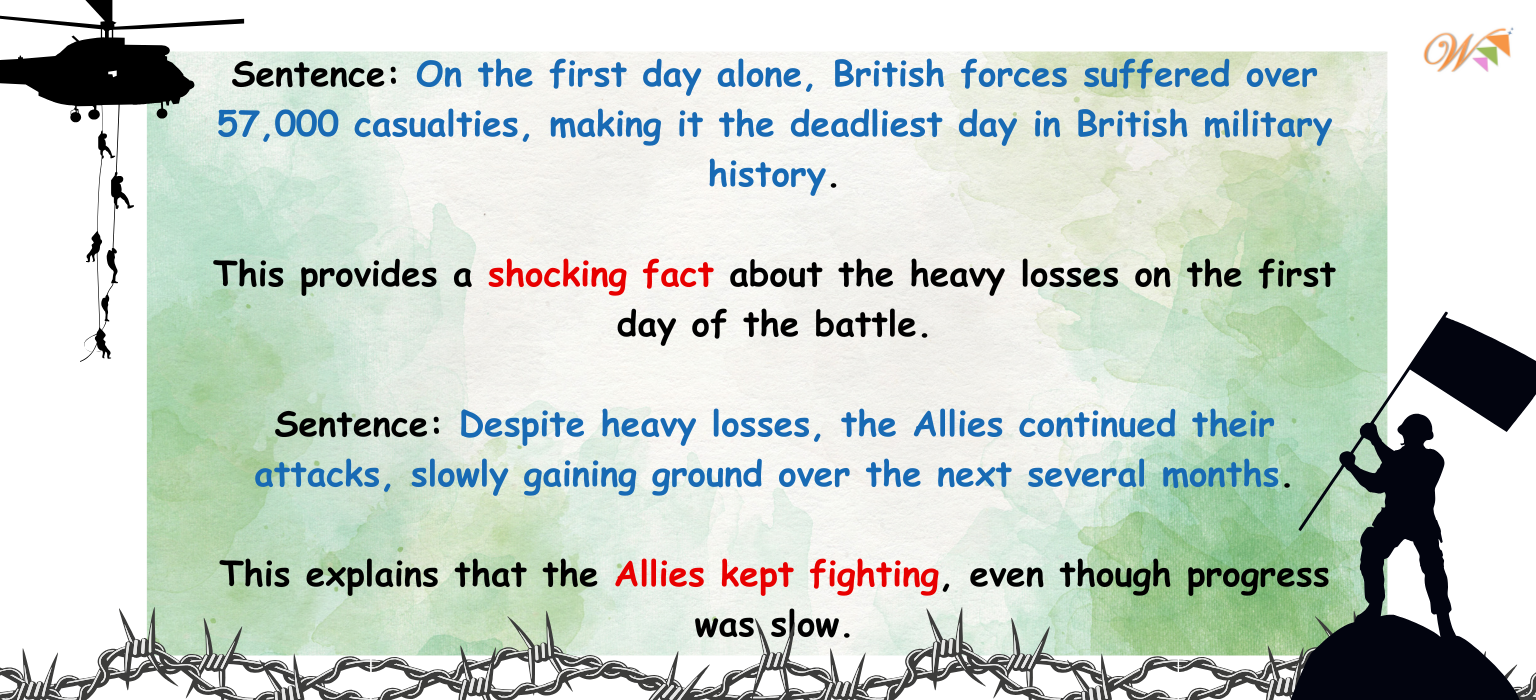 Sentence: On the first day alone, British forces suffered over
57,000 casualties, making it the deadliest day in British military
history.
This provides a shocking fact about the heavy losses on the first
day of the battle.
Sentence: Despite heavy losses, the Allies continued their
attacks, slowly gaining ground over the next several months.
This explains that the Allies kept fighting, even though progress
was slow.
W